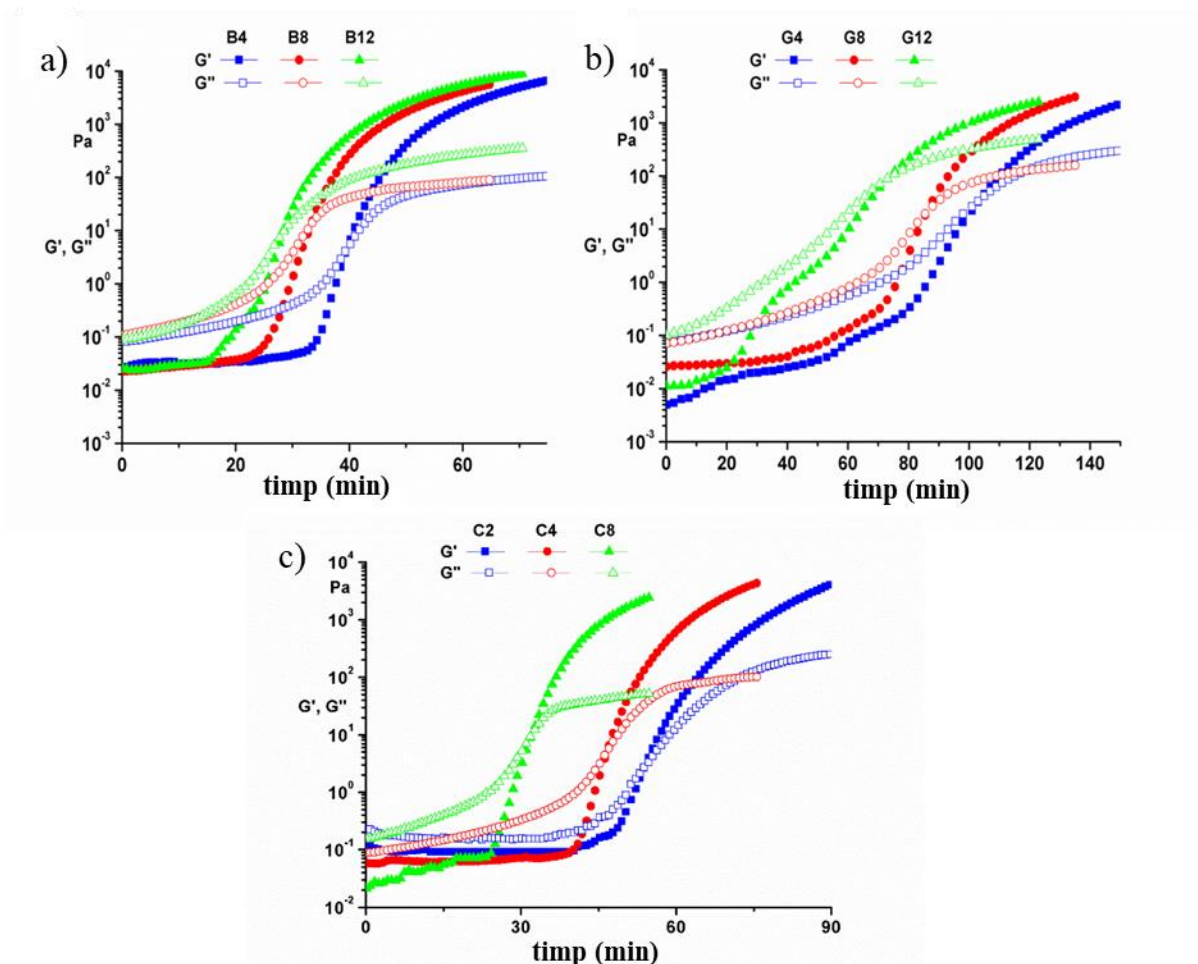 a)
B4 B8 B12
G'
G''
10⁴
10³
Pa
10²
10¹
G', G''
10⁰
10⁻¹
10⁻²
10⁻³
0 20 40 60
timp (min)
b)
G4 G8 G12
G'
G''
10⁴
10³
Pa
10²
10¹
G', G''
10⁰
10⁻¹
10⁻²
10⁻³
0 20 40 60 80 100 120 140
timp (min)
c)
C2 C4 C8
G'
G''
10⁴
Pa
10³
10²
G', G''
10¹
10⁰
10⁻¹
10⁻²
0 30 60 90
timp (min)